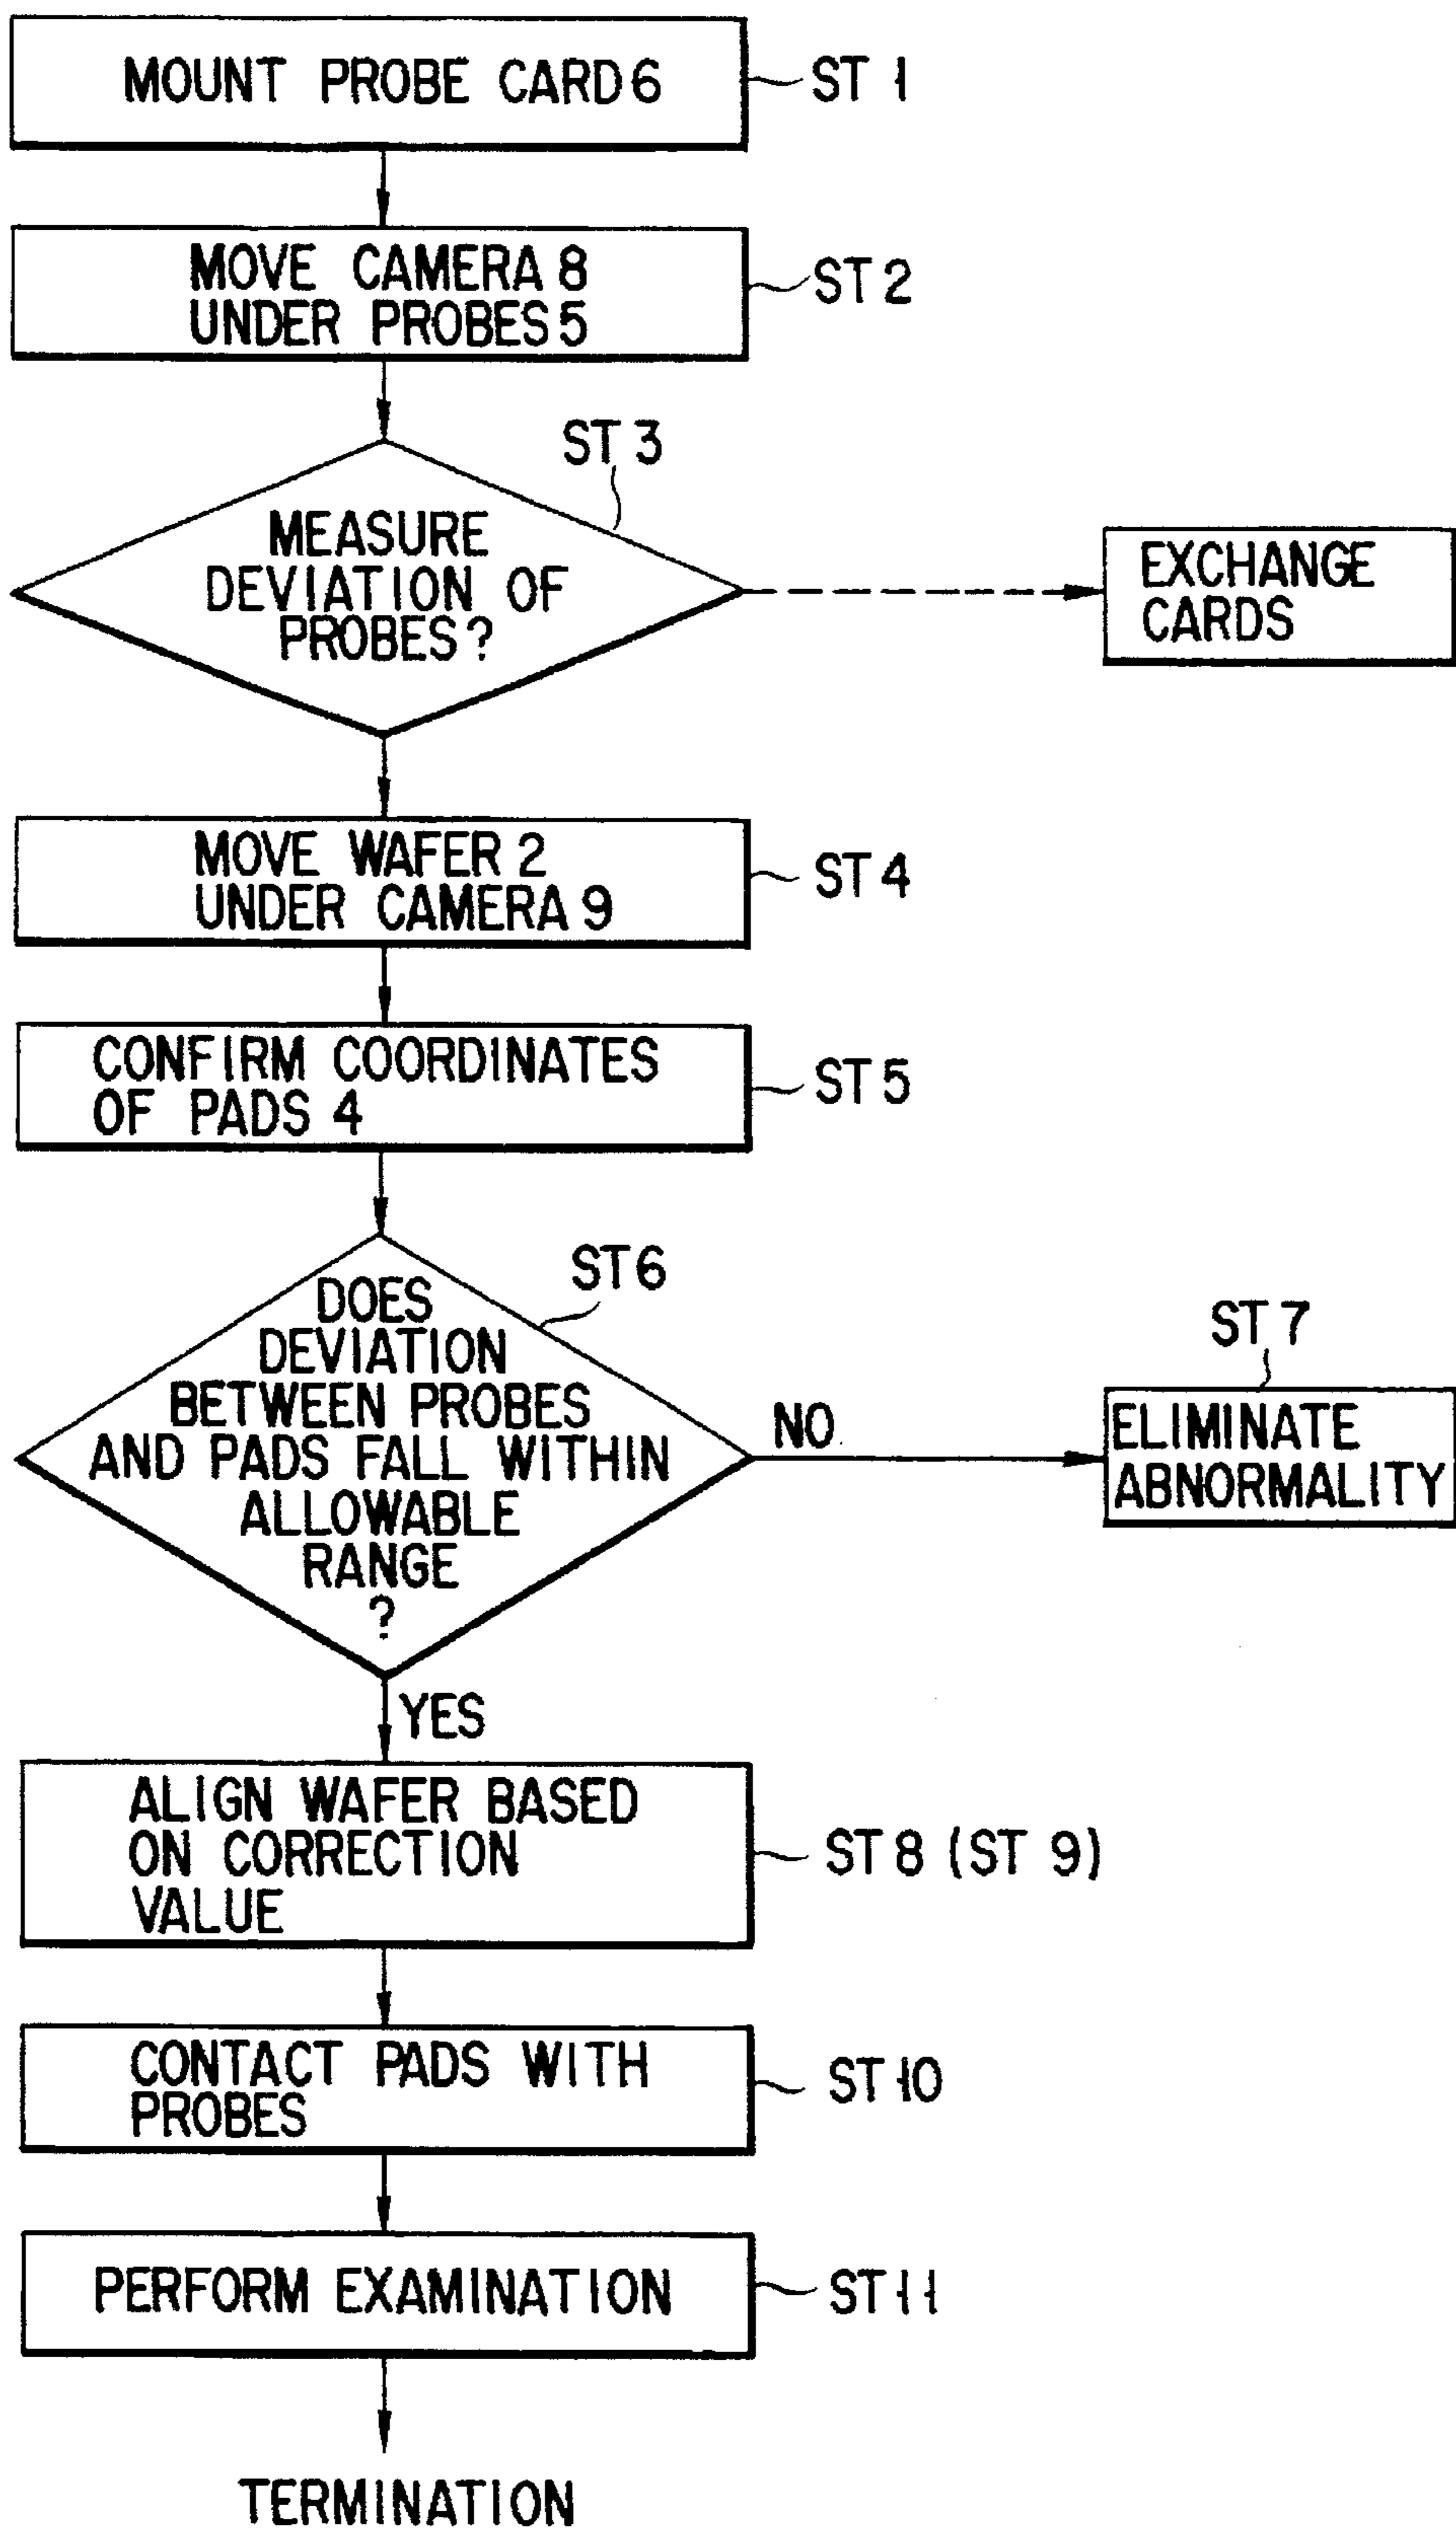 MOUNT PROBE CARD 6
ST 1
MOVE CAMERA 8
UNDER PROBES 5
ST 2
ST 3
MEASURE
DEVIATION OF
PROBES?
EXCHANGE
CARDS
MOVE WAFER 2
UNDER CAMERA 9
ST 4
CONFIRM COORDINATES
OF PADS 4
ST 5
ST 6
DOES
DEVIATION
BETWEEN PROBES
AND PADS FALL WITHIN
ALLOWABLE
RANGE
?
NO
ST 7
ELIMINATE
ABNORMALITY
YES
ALIGN WAFER BASED
ON CORRECTION
VALUE
ST 8 (ST 9)
CONTACT PADS WITH
PROBES
ST 10
PERFORM EXAMINATION
ST 11
TERMINATION